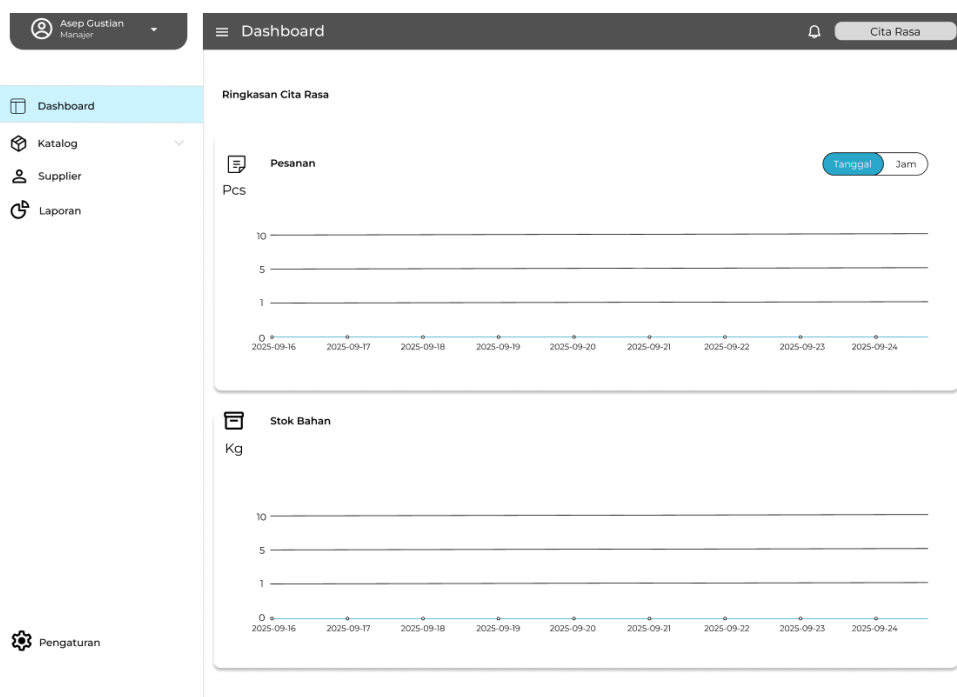 Asep Gustian
Manajer
Dashboard
Cita Rasa
Dashboard
Katalog
Supplier
Laporan
Pengaturan
Ringkasan Cita Rasa
Pesanan
Tanggal Jam
Pcs
10
5
1
0
2025-09-16 2025-09-17 2025-09-18 2025-09-19 2025-09-20 2025-09-21 2025-09-22 2025-09-23 2025-09-24
Stok Bahan
Kg
10
5
1
0
2025-09-16 2025-09-17 2025-09-18 2025-09-19 2025-09-20 2025-09-21 2025-09-22 2025-09-23 2025-09-24